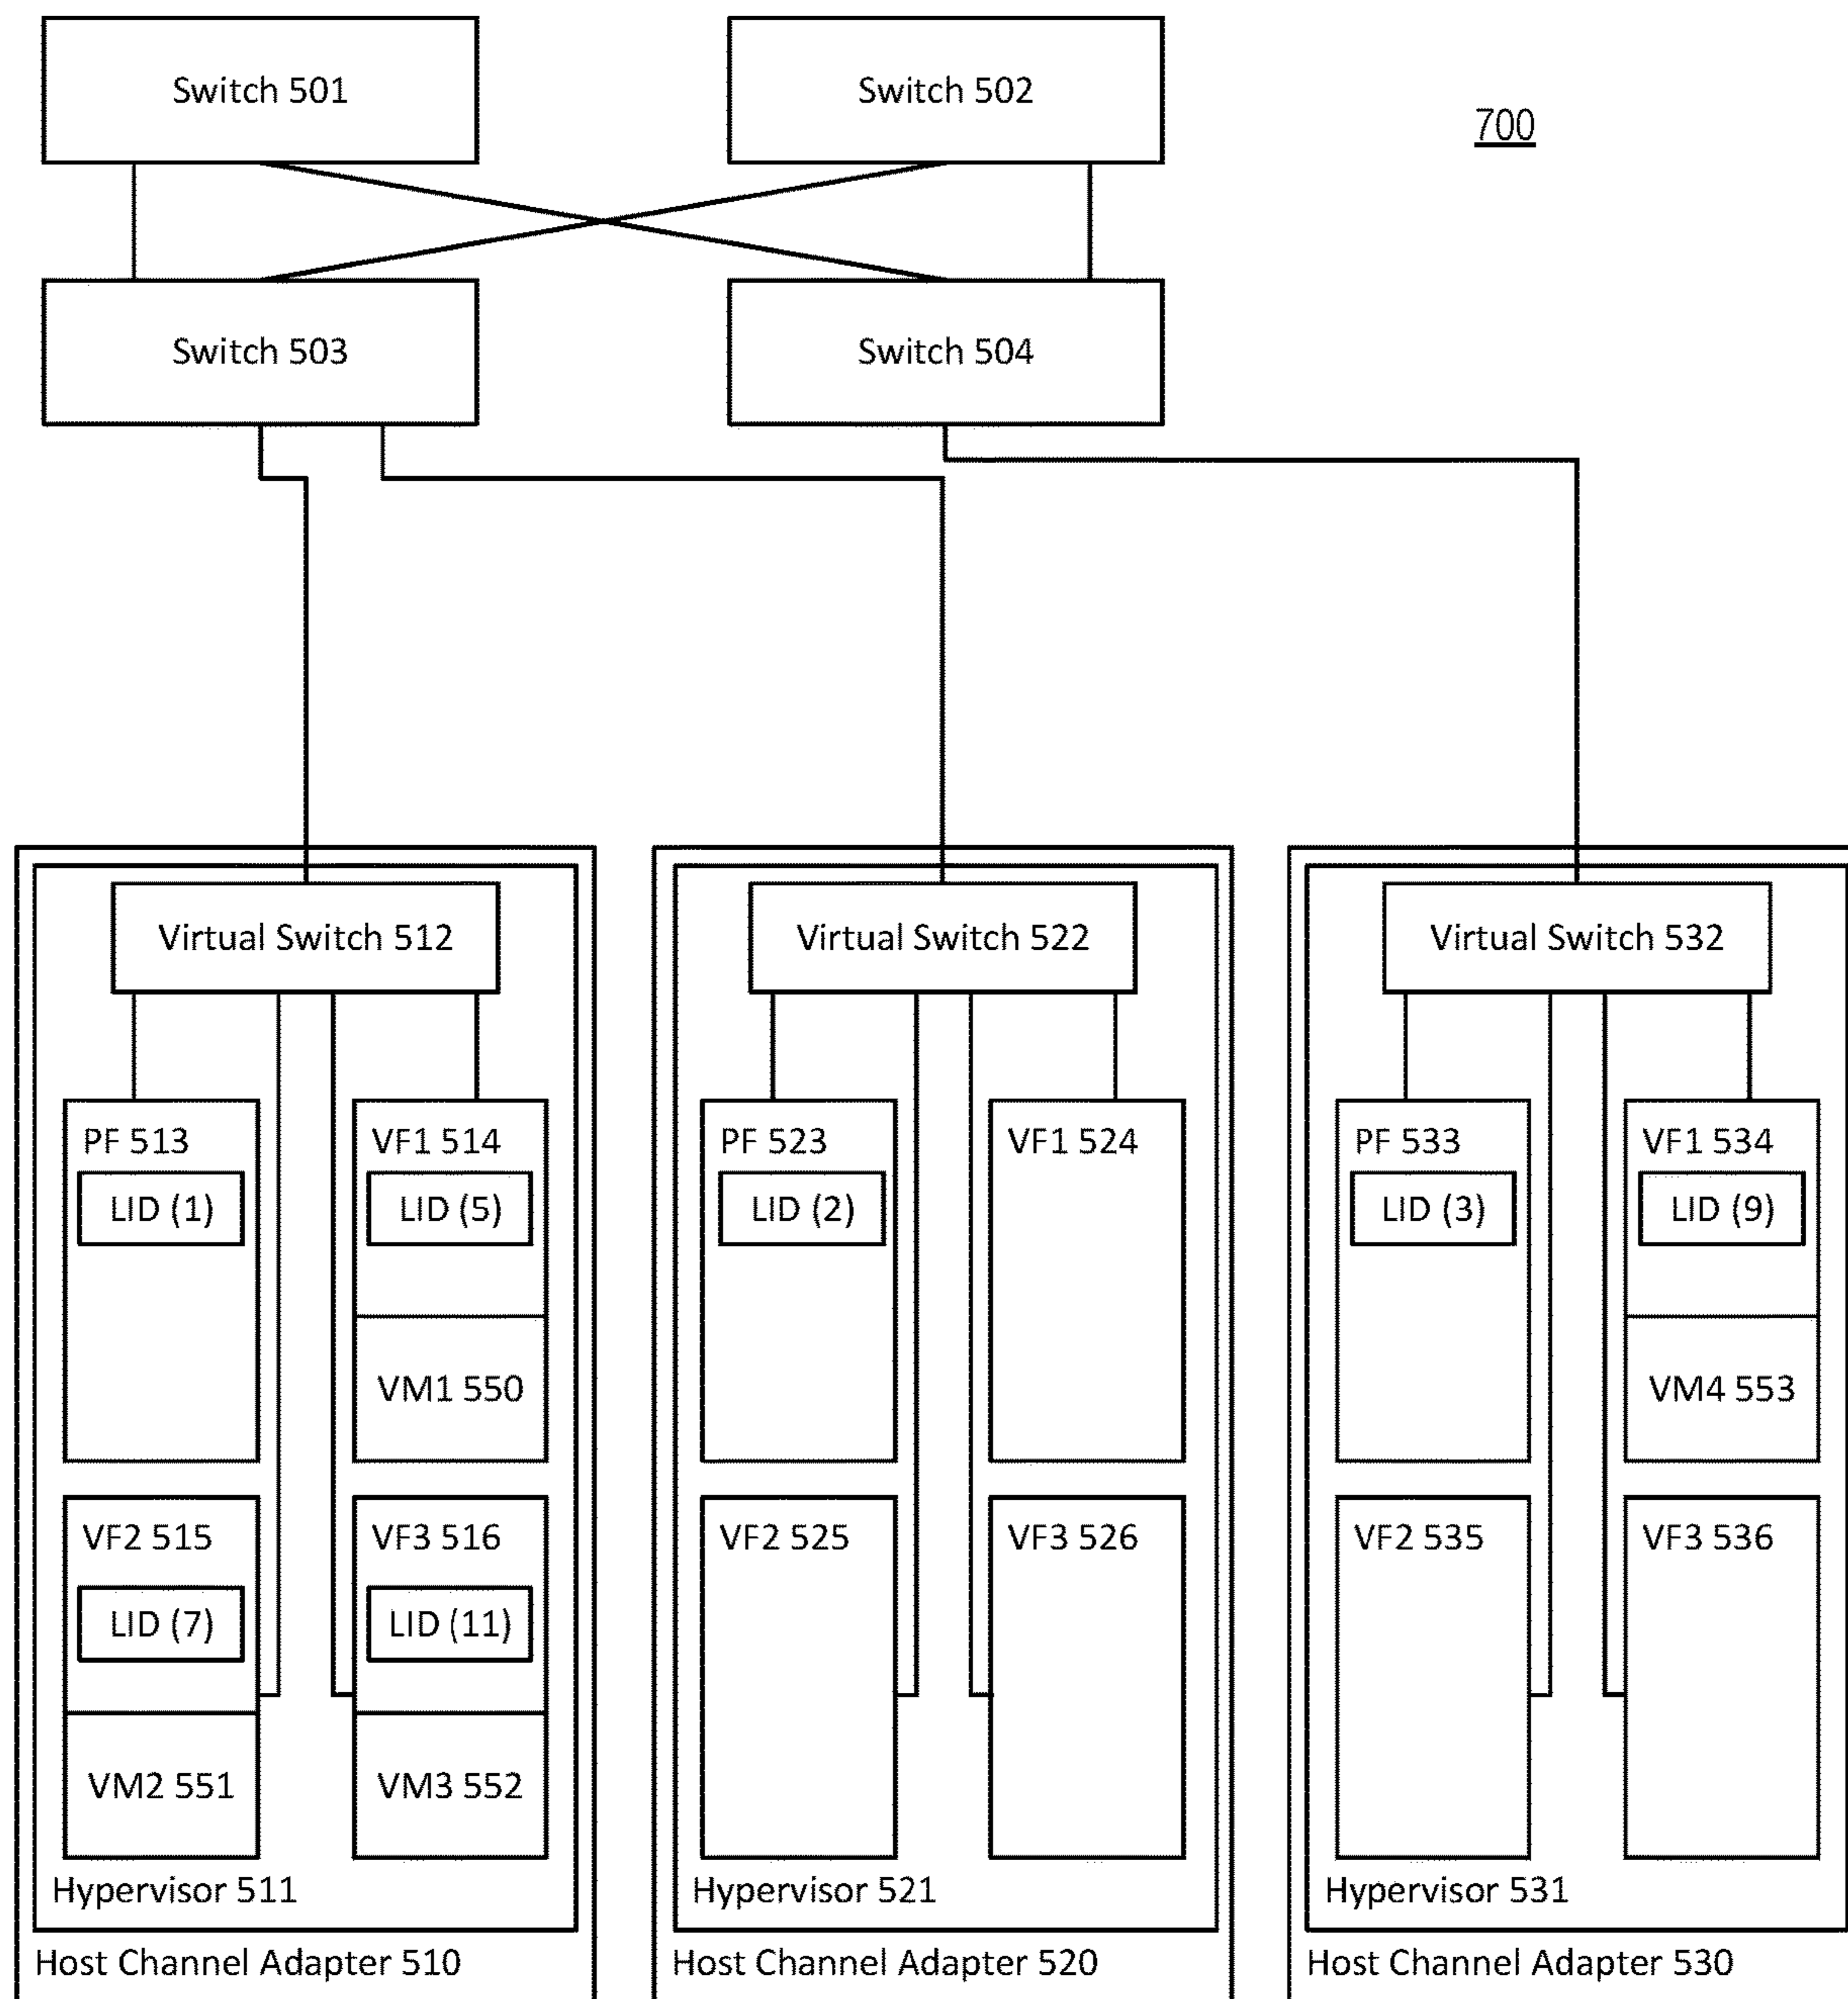 Switch 501
Switch 502
700
Switch 503
Switch 504
Virtual Switch 512
Virtual Switch 522
Virtual Switch 532
PF 513
LID (1)
VF1 514
LID (5)
VM1 550
PF 523
LID (2)
VF1 524
PF 533
LID (3)
VF1 534
LID (9)
VM4 553
VF2 515
LID (7)
VM2 551
VF3 516
LID (11)
VM3 552
VF2 525
VF3 526
VF2 535
VF3 536
Hypervisor 511
Hypervisor 521
Hypervisor 531
Host Channel Adapter 510
Host Channel Adapter 520
Host Channel Adapter 530